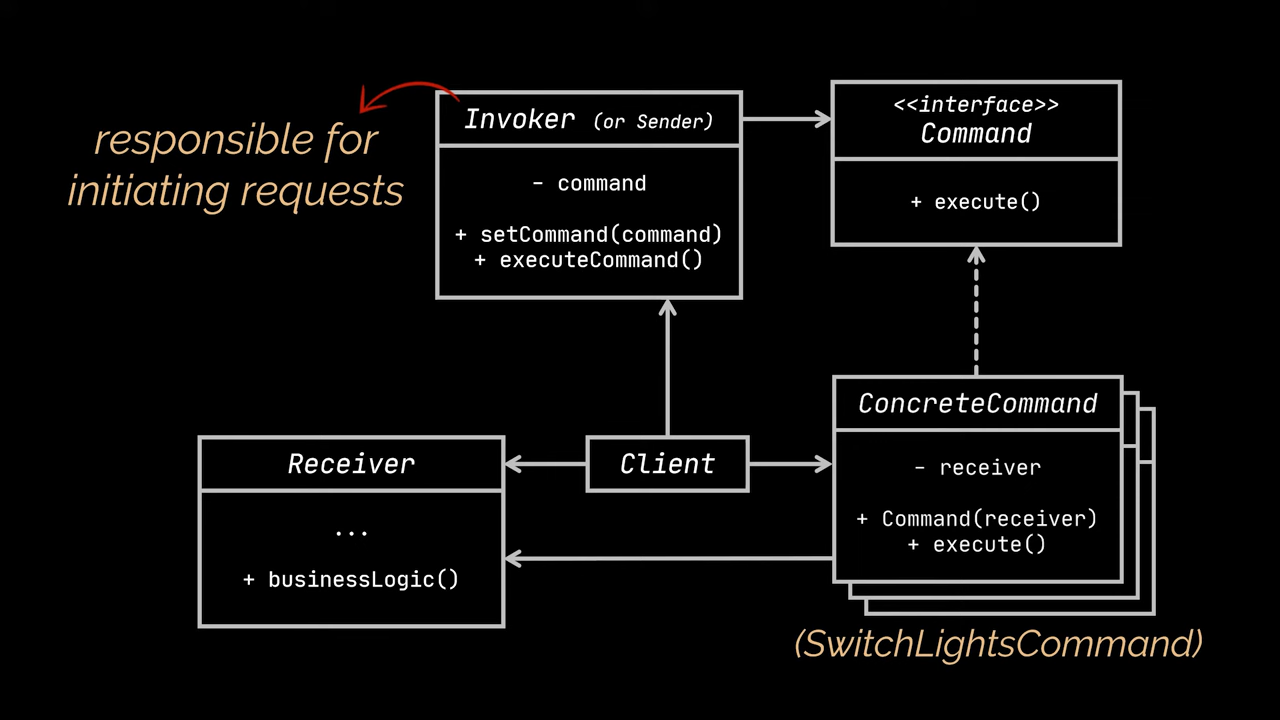 responsible for
initiating requests
Invoker (or Sender)
- command
+ setCommand(command)
+ executeCommand()
<<interface>>
Command
+ execute()
Receiver
...
+ businessLogic()
Client
ConcreteCommand
- receiver
+ Command(receiver)
+ execute()
(SwitchLightsCommand)